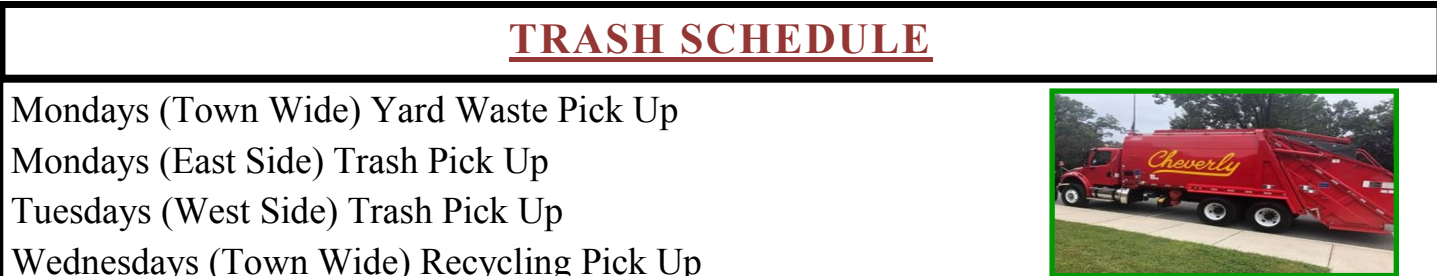 TRASH SCHEDULE
Mondays (Town Wide) Yard Waste Pick Up
Mondays (East Side) Trash Pick Up
Tuesdays (West Side) Trash Pick Up
Wednesdays (Town Wide) Recycling Pick Up
Cheverly